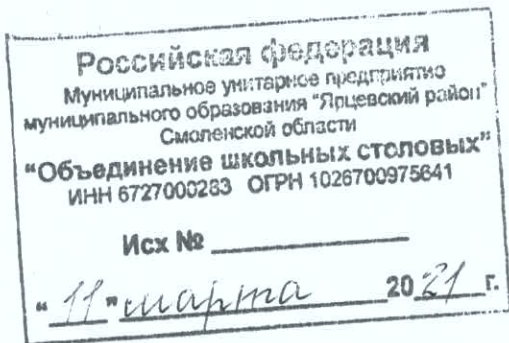 Российская федерация
Муниципальное унитарное предприятие
муниципального образования "Ярцевский район"
Смоленской области
"Объединение школьных столовых"
ИНН 6727000283 ОГРН 1026700975641
Исх №
"11" марта 2021 г.